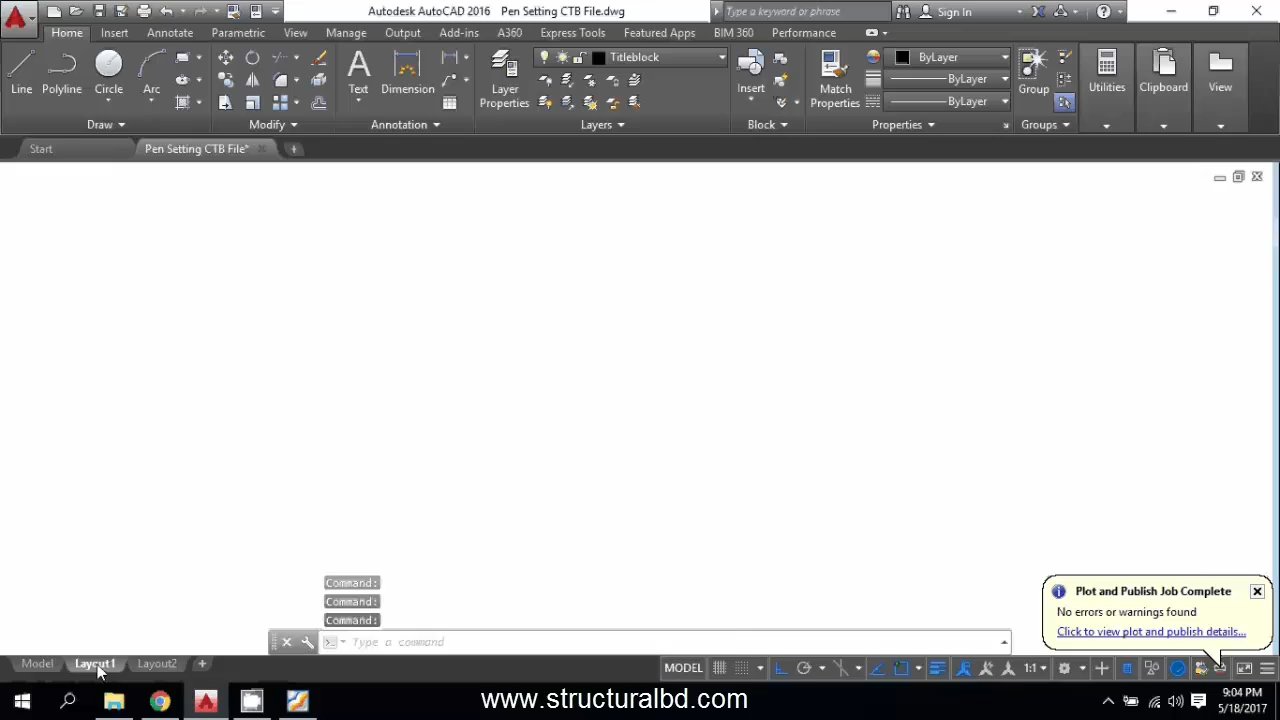 Autodesk AutoCAD 2016 Pen Setting CTB File.dwg
Type a keyword or phrase
Sign In
Home Insert Annotate Parametric View Manage Output Add-ins A360 Express Tools Featured Apps BIM 360 Performance
Titleblock
ByLayer
ByLayer
ByLayer
Line Polyline Circle Arc Text Dimension Layer Properties Insert Match Properties Group Utilities Clipboard View
Draw Modify Annotation Layers Block Properties Groups
Start Pen Setting CTB File*
Command:
Command:
Command:
Type a command
Plot and Publish Job Complete
No errors or warnings found
Click to view plot and publish details...
Model Layout1 Layout2
MODEL 1:1
www.structuralbd.com
9:04 PM
5/18/2017